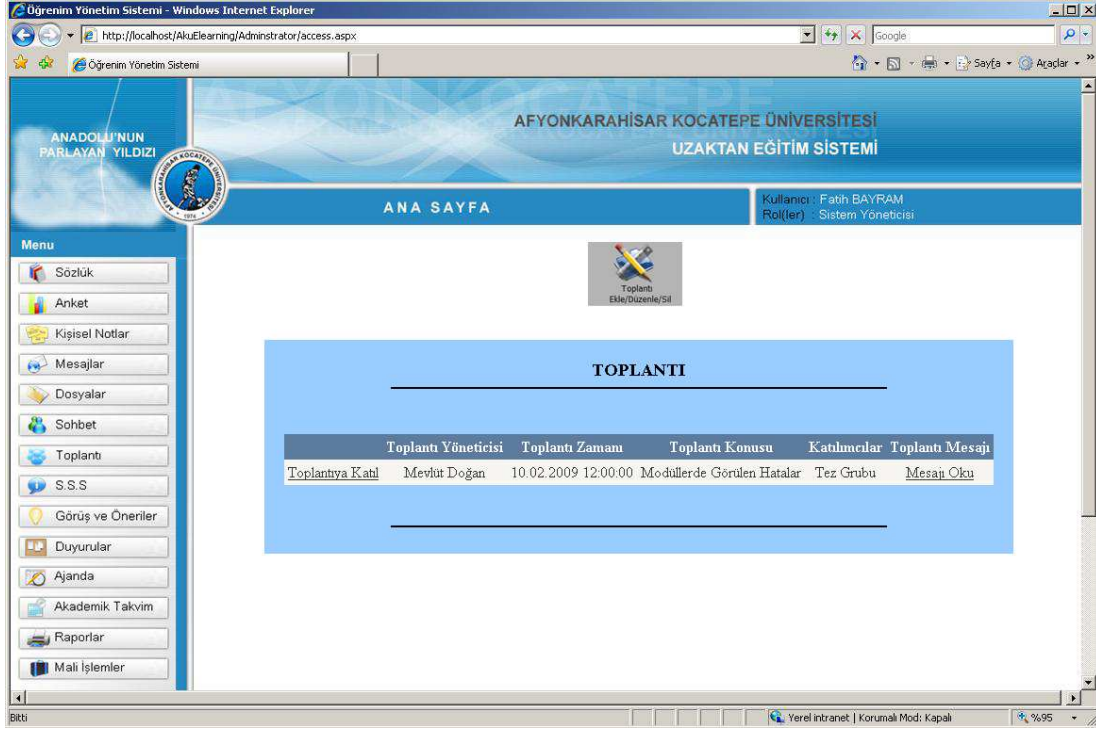 Öğrenim Yönetim Sistemi - Windows Internet Explorer
http://localhost/AkuElearning/Adminstrator/access.aspx
Google
Öğrenim Yönetim Sistemi
Sayfa
Araçlar
ANADOLU'NUN
PARLAYAN YILDIZI
AFYON KOCATEPE
AFYONKARAHİSAR KOCATEPE ÜNİVERSİTESİ
UZAKTAN EĞİTİM SİSTEMİ
ANA SAYFA
Kullanıcı : Fatih BAYRAM
Rol(ler) : Sistem Yöneticisi
Menu
Sözlük
Anket
Kişisel Notlar
Mesajlar
Dosyalar
Sohbet
Toplantı
S.S.S
Görüş ve Öneriler
Duyurular
Ajanda
Akademik Takvim
Raporlar
Mali İşlemler
Toplantı
Ekle/Düzenle/Sil
TOPLANTI
Toplantı Yöneticisi Toplantı Zamanı Toplantı Konusu Katılımcılar Toplantı Mesajı
Toplantıya Katıl Mevlüt Doğan 10.02.2009 12:00:00 Modüllerde Görülen Hatalar Tez Grubu Mesajı Oku
Bitti
Yerel intranet | Korumalı Mod: Kapalı
%95